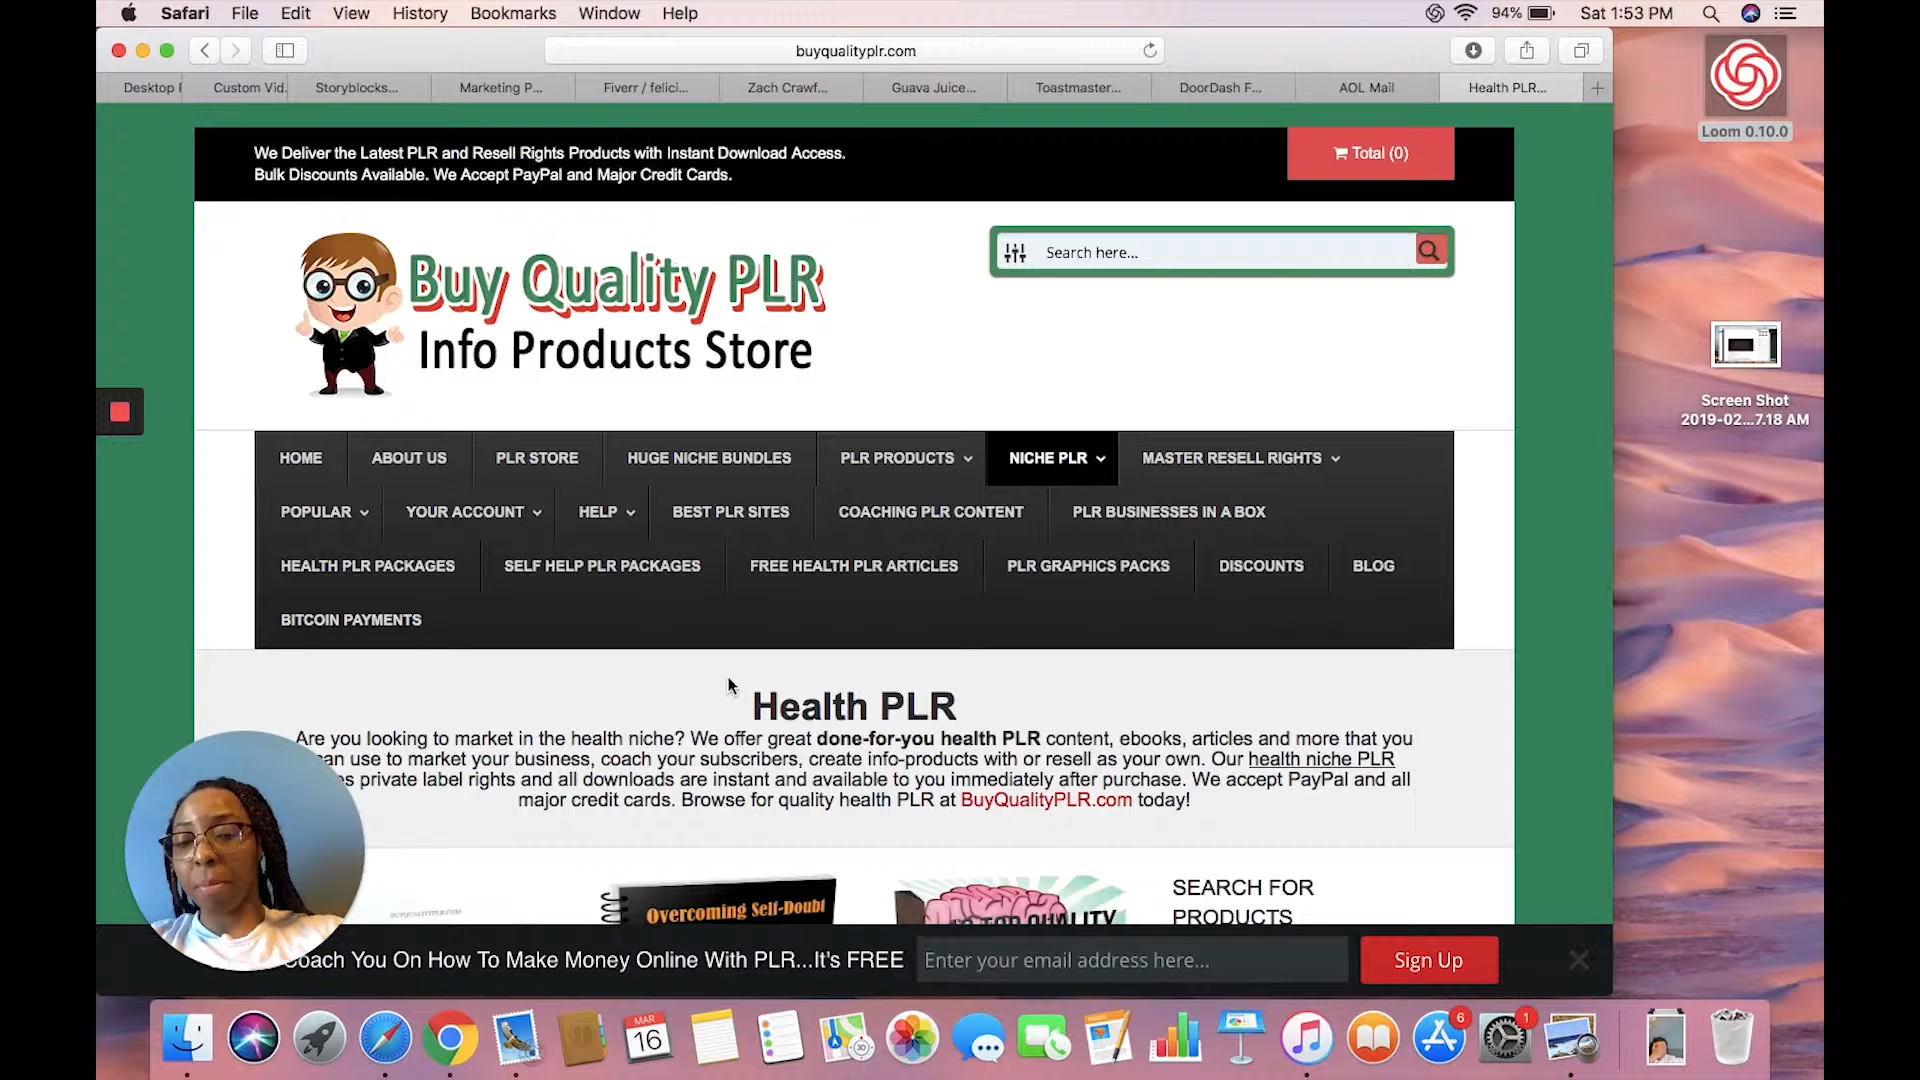 Safari File Edit View History Bookmarks Window Help 94% Sat 1:53 PM
buyqualityplr.com
Desktop Custom Vid. Storyblocks... Marketing P... Fiverr / felici... Zach Crawf... Guava Juice... Toastmaster... DoorDash F... AOL Mail Health PLR...
Loom 0.10.0
We Deliver the Latest PLR and Resell Rights Products with Instant Download Access.
Bulk Discounts Available. We Accept PayPal and Major Credit Cards.
Total (0)
Search here...
Buy Quality PLR
Info Products Store
Screen Shot
2019-02...7.18 AM
HOME ABOUT US PLR STORE HUGE NICHE BUNDLES PLR PRODUCTS NICHE PLR MASTER RESELL RIGHTS
POPULAR YOUR ACCOUNT HELP BEST PLR SITES COACHING PLR CONTENT PLR BUSINESSES IN A BOX
HEALTH PLR PACKAGES SELF HELP PLR PACKAGES FREE HEALTH PLR ARTICLES PLR GRAPHICS PACKS DISCOUNTS BLOG
BITCOIN PAYMENTS
Health PLR
Are you looking to market in the health niche? We offer great done-for-you health PLR content, ebooks, articles and more that you
an use to market your business, coach your subscribers, create info-products with or resell as your own. Our health niche PLR
es private label rights and all downloads are instant and available to you immediately after purchase. We accept PayPal and all
major credit cards. Browse for quality health PLR at BuyQualityPLR.com today!
BUYQUALITYPLR.COM
Overcoming Self-Doubt
QUALITY
SEARCH FOR
PRODUCTS
oach You On How To Make Money Online With PLR...It's FREE
Enter your email address here...
Sign Up
MAR
16
6
1